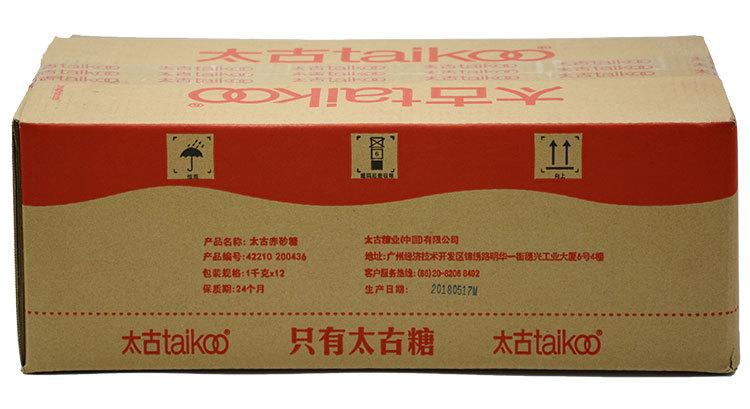 太古taikoo®
太古taikoo®
怕雨
6
堆码层数极限
向上
产品名称: 太古赤砂糖
产品编号: 42210 200436
包装规格: 1千克x12
保质期: 24个月
太古糖业(中国)有限公司
地址: 广州经济技术开发区锦绣路明华一街穗兴工业大厦6号4楼
客户服务热线: (86)20-8206 8492
生产日期: 20180517M
太古taikoo® 只有太古糖 太古taikoo®